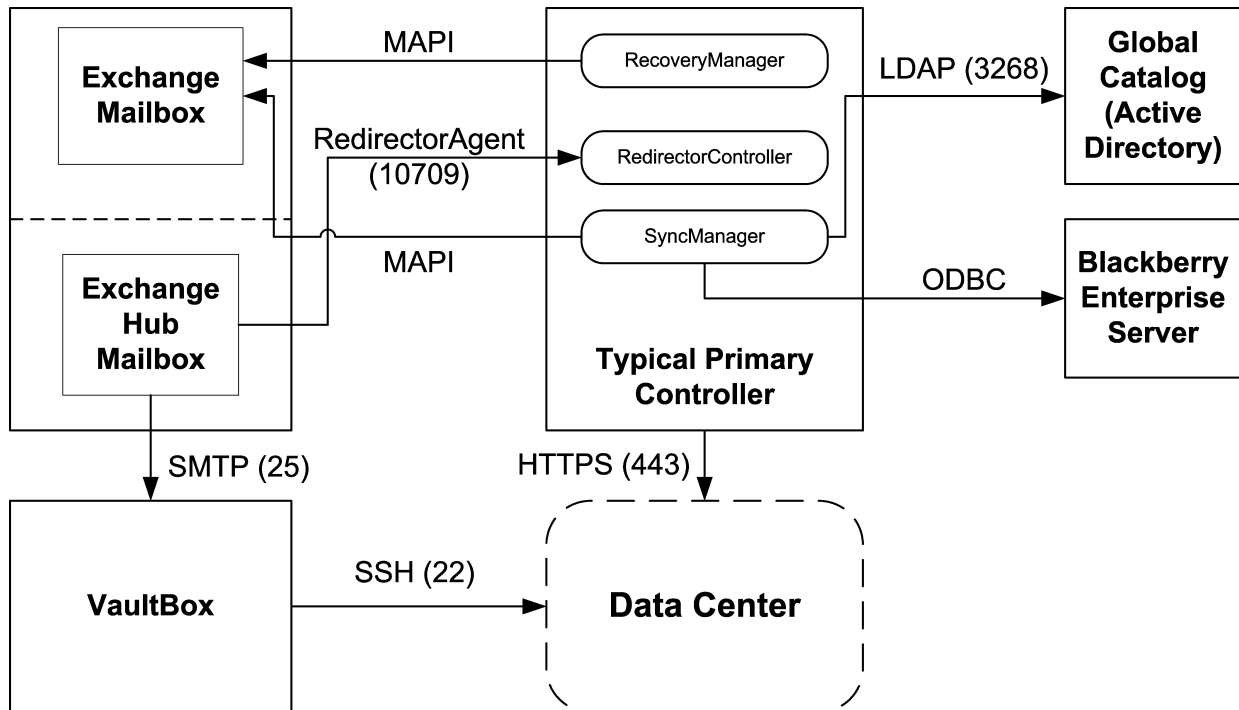 Exchange
Mailbox
MAPI
RecoveryManager
LDAP (3268)
Global
Catalog
(Active
Directory)
RedirectorAgent
(10709)
RedirectorController
SyncManager
MAPI
Exchange
Hub
Mailbox
ODBC
Blackberry
Enterprise
Server
Typical Primary
Controller
SMTP (25)
HTTPS (443)
VaultBox
SSH (22)
Data Center